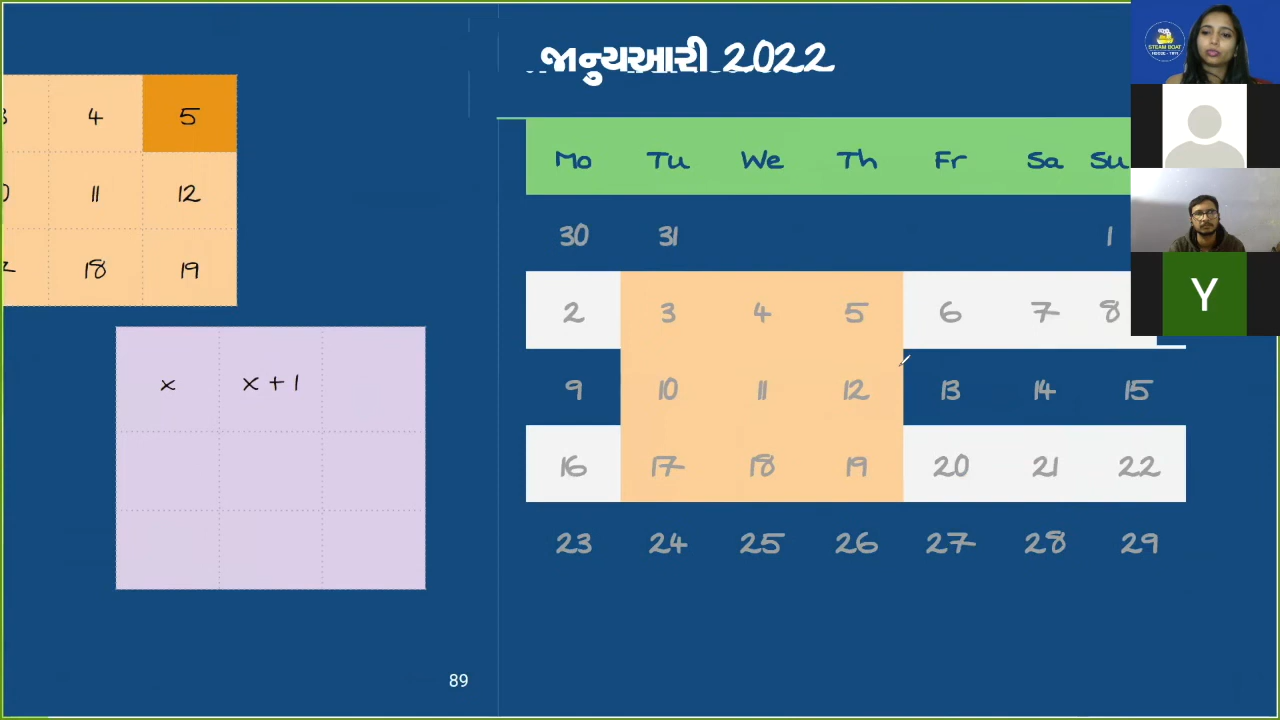 જાન્યુઆરી 2022
STEAM BOAT
4 5
11 12
18 19
x x + 1
89
Mo Tu We Th Fr Sa Su
30 31 1
2 3 4 5 6 7 8
9 10 11 12 13 14 15
16 17 18 19 20 21 22
23 24 25 26 27 28 29
Y